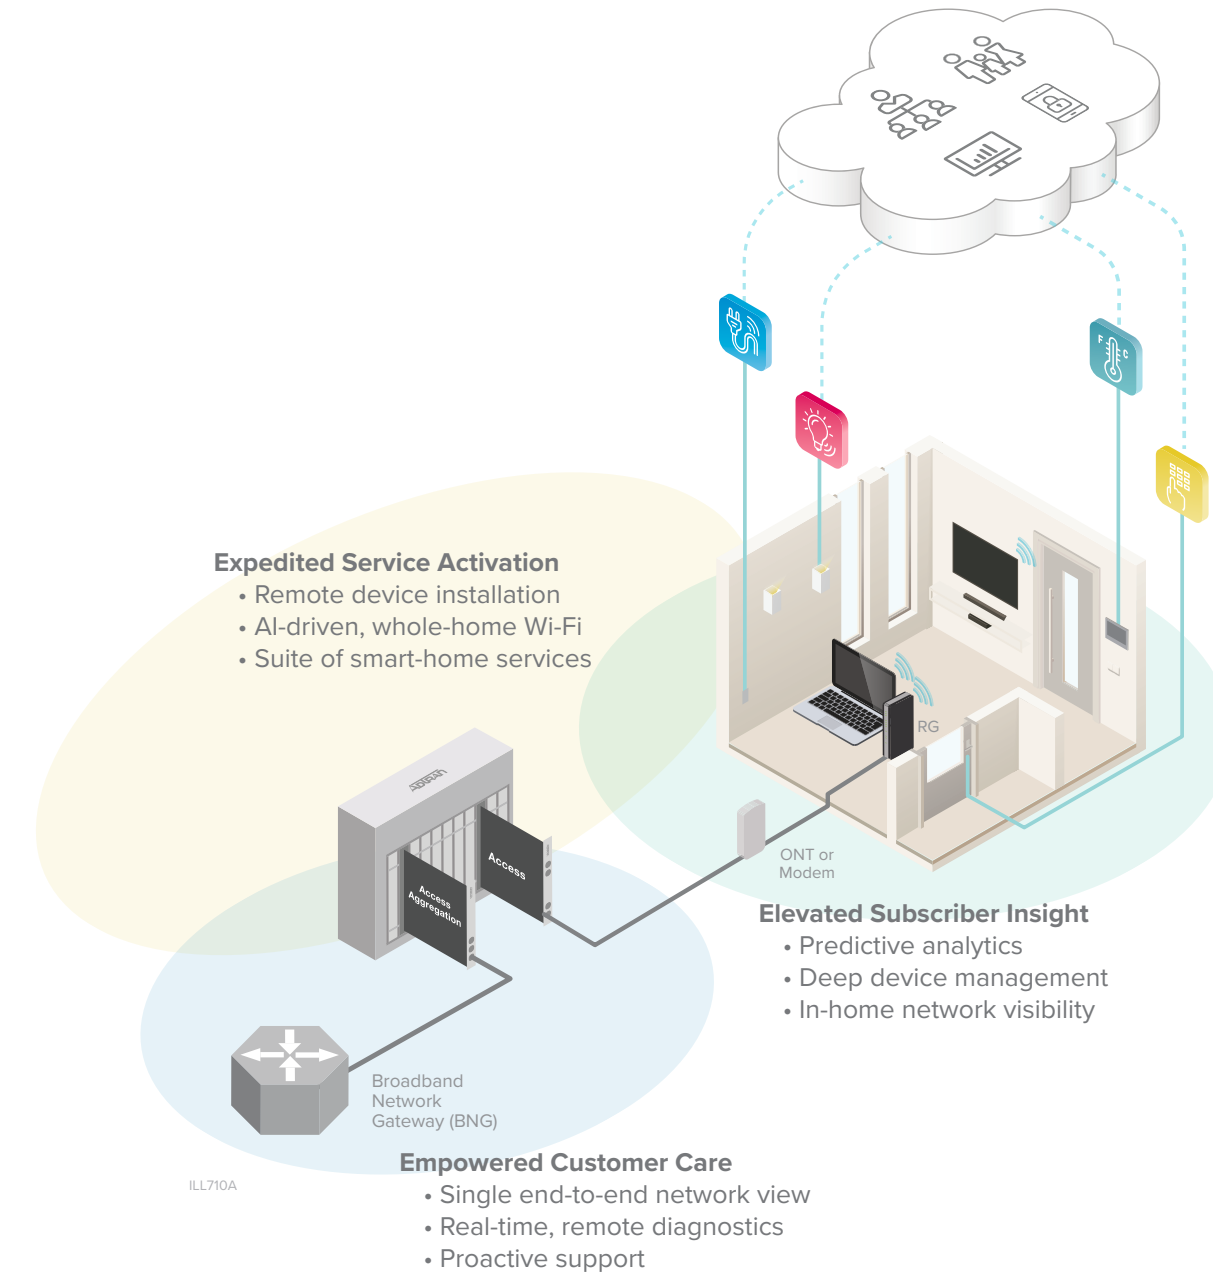 F C
Expedited Service Activation
• Remote device installation
• AI-driven, whole-home Wi-Fi
• Suite of smart-home services
RG
ADTRAN
Access
Access
Aggregation
ONT or
Modem
Elevated Subscriber Insight
• Predictive analytics
• Deep device management
• In-home network visibility
Broadband
Network
Gateway (BNG)
Empowered Customer Care
• Single end-to-end network view
• Real-time, remote diagnostics
• Proactive support
ILL710A